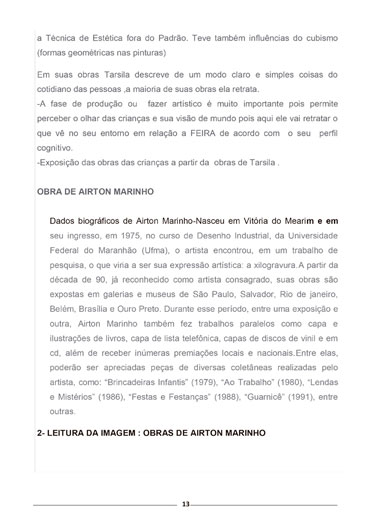 a Técnica de Estética fora do Padrão. Teve também influências do cubismo
(formas geométricas nas pinturas)
Em suas obras Tarsila descreve de um modo claro e simples coisas do
cotidiano das pessoas ,a maioria de suas obras ela retrata.
-A fase de produção ou fazer artístico é muito importante pois permite
perceber o olhar das crianças e sua visão de mundo pois aqui ele vai retratar o
que vê no seu entorno em relação a FEIRA de acordo com o seu perfil
cognitivo.
-Exposição das obras das crianças a partir da obras de Tarsila .
OBRA DE AIRTON MARINHO
Dados biográficos de Airton Marinho-Nasceu em Vitória do Mearim e em
seu ingresso, em 1975, no curso de Desenho Industrial, da Universidade
Federal do Maranhão (Ufma), o artista encontrou, em um trabalho de
pesquisa, o que viria a ser sua expressão artística: a xilogravura.A partir da
década de 90, já reconhecido como artista consagrado, suas obras são
expostas em galerias e museus de São Paulo, Salvador, Rio de janeiro,
Belém, Brasília e Ouro Preto. Durante esse período, entre uma exposição e
outra, Airton Marinho também fez trabalhos paralelos como capa e
ilustrações de livros, capa de lista telefônica, capas de discos de vinil e em
cd, além de receber inúmeras premiações locais e nacionais.Entre elas,
poderão ser apreciadas peças de diversas coletâneas realizadas pelo
artista, como: "Brincadeiras Infantis" (1979), "Ao Trabalho" (1980), "Lendas
e Mistérios" (1986), "Festas e Festanças" (1988), "Guarnicê" (1991), entre
outras.
2- LEITURA DA IMAGEM : OBRAS DE AIRTON MARINHO
13